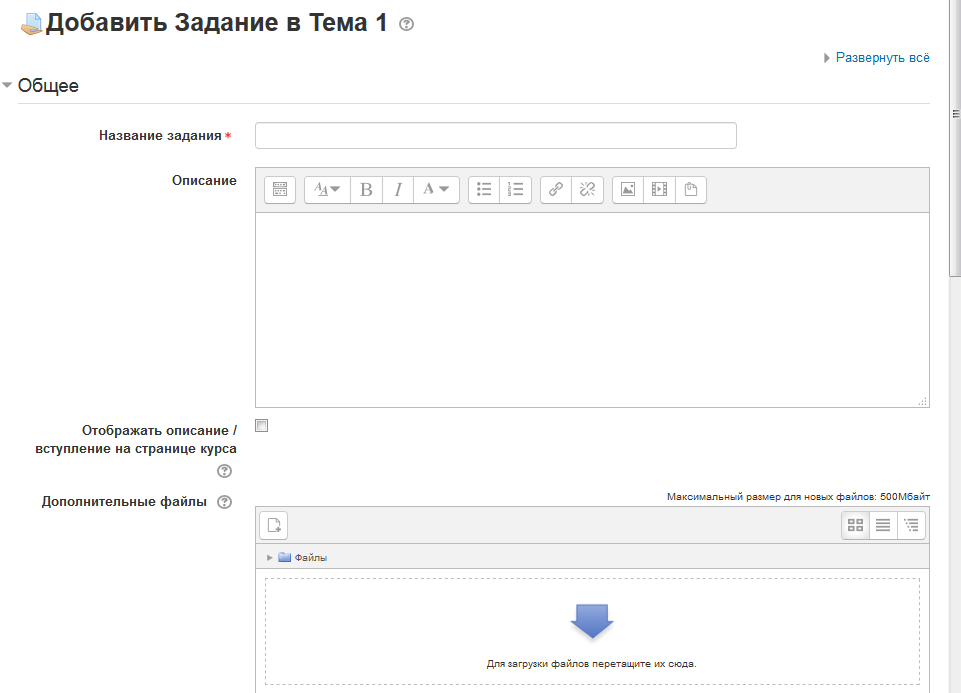 Добавить Задание в Тема 1
Развернуть всё
Общее
Название задания *
Описание
Отображать описание /
вступление на странице курса
Дополнительные файлы
Максимальный размер для новых файлов: 500Мбайт
Файлы
Для загрузки файлов перетащите их сюда.